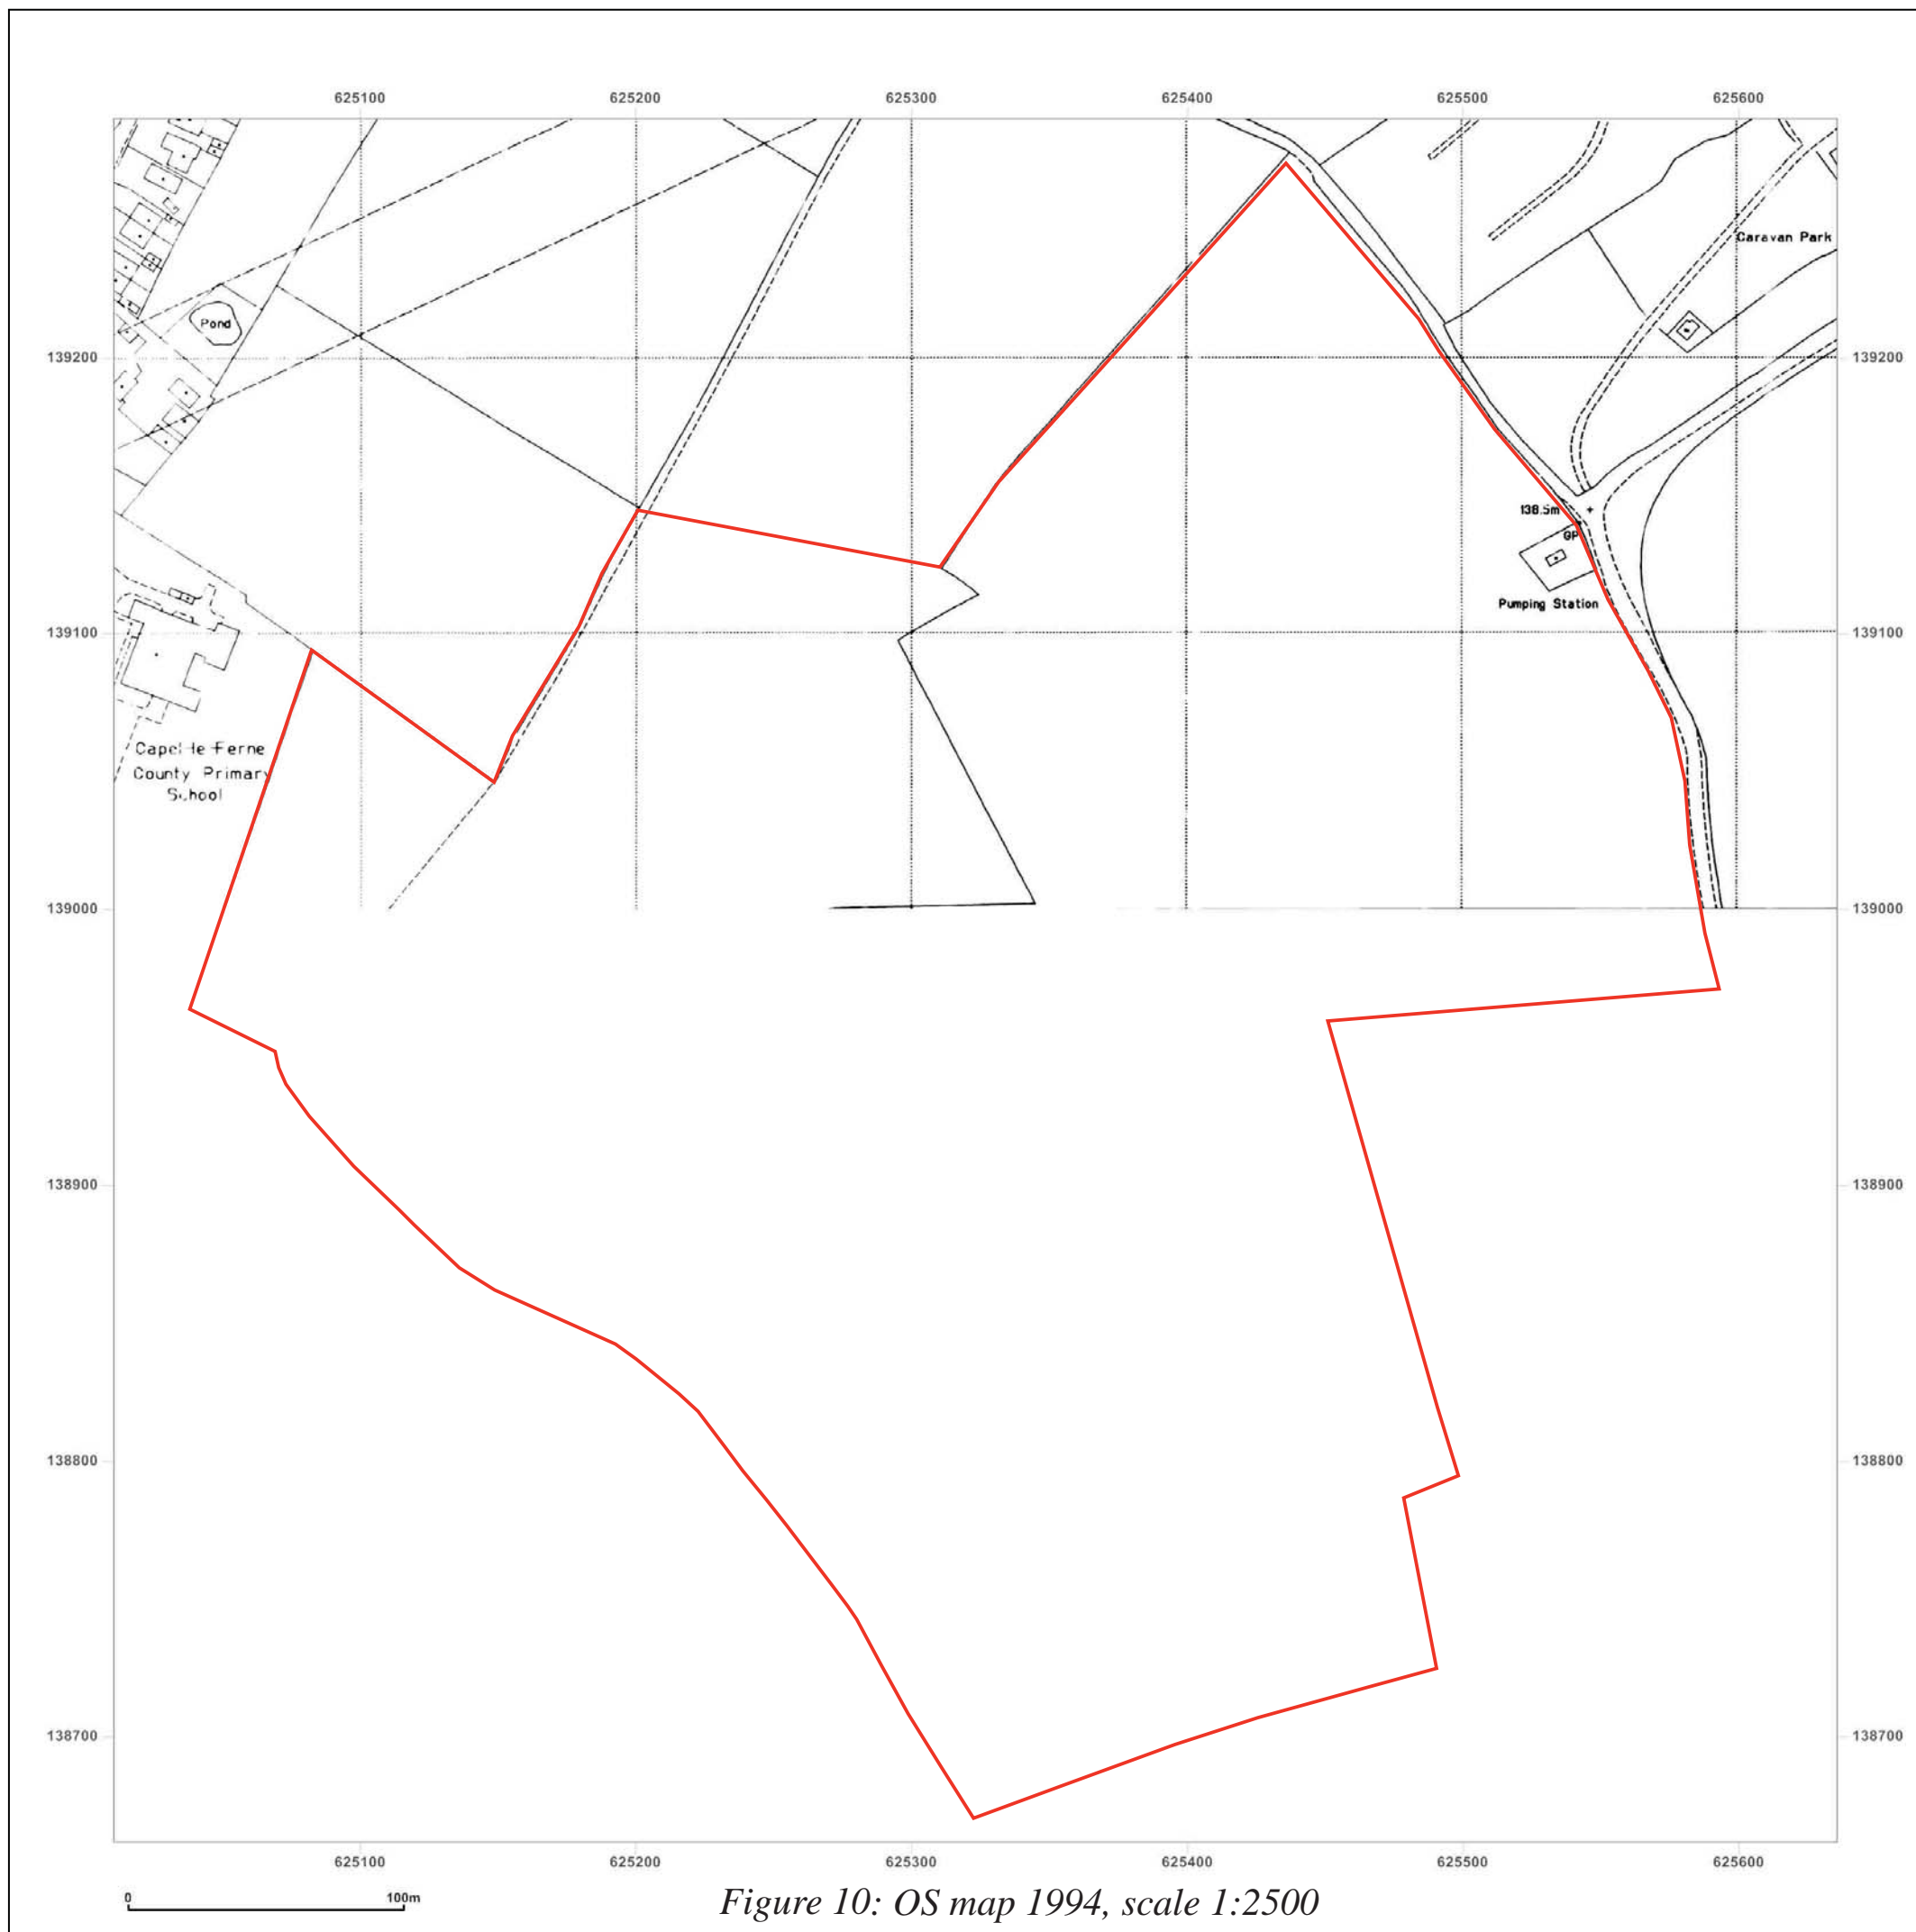 625100 625200 625300 625400 625500 625600
Caravan Park
Pond
139200 139200
138.5m
GP
Pumping Station
139100 139100
Capel-le-Ferne
County Primary
School
139000 139000
138900 138900
138800 138800
138700 138700
625100 625200 625300 625400 625500 625600
0 100m
Figure 10: OS map 1994, scale 1:2500